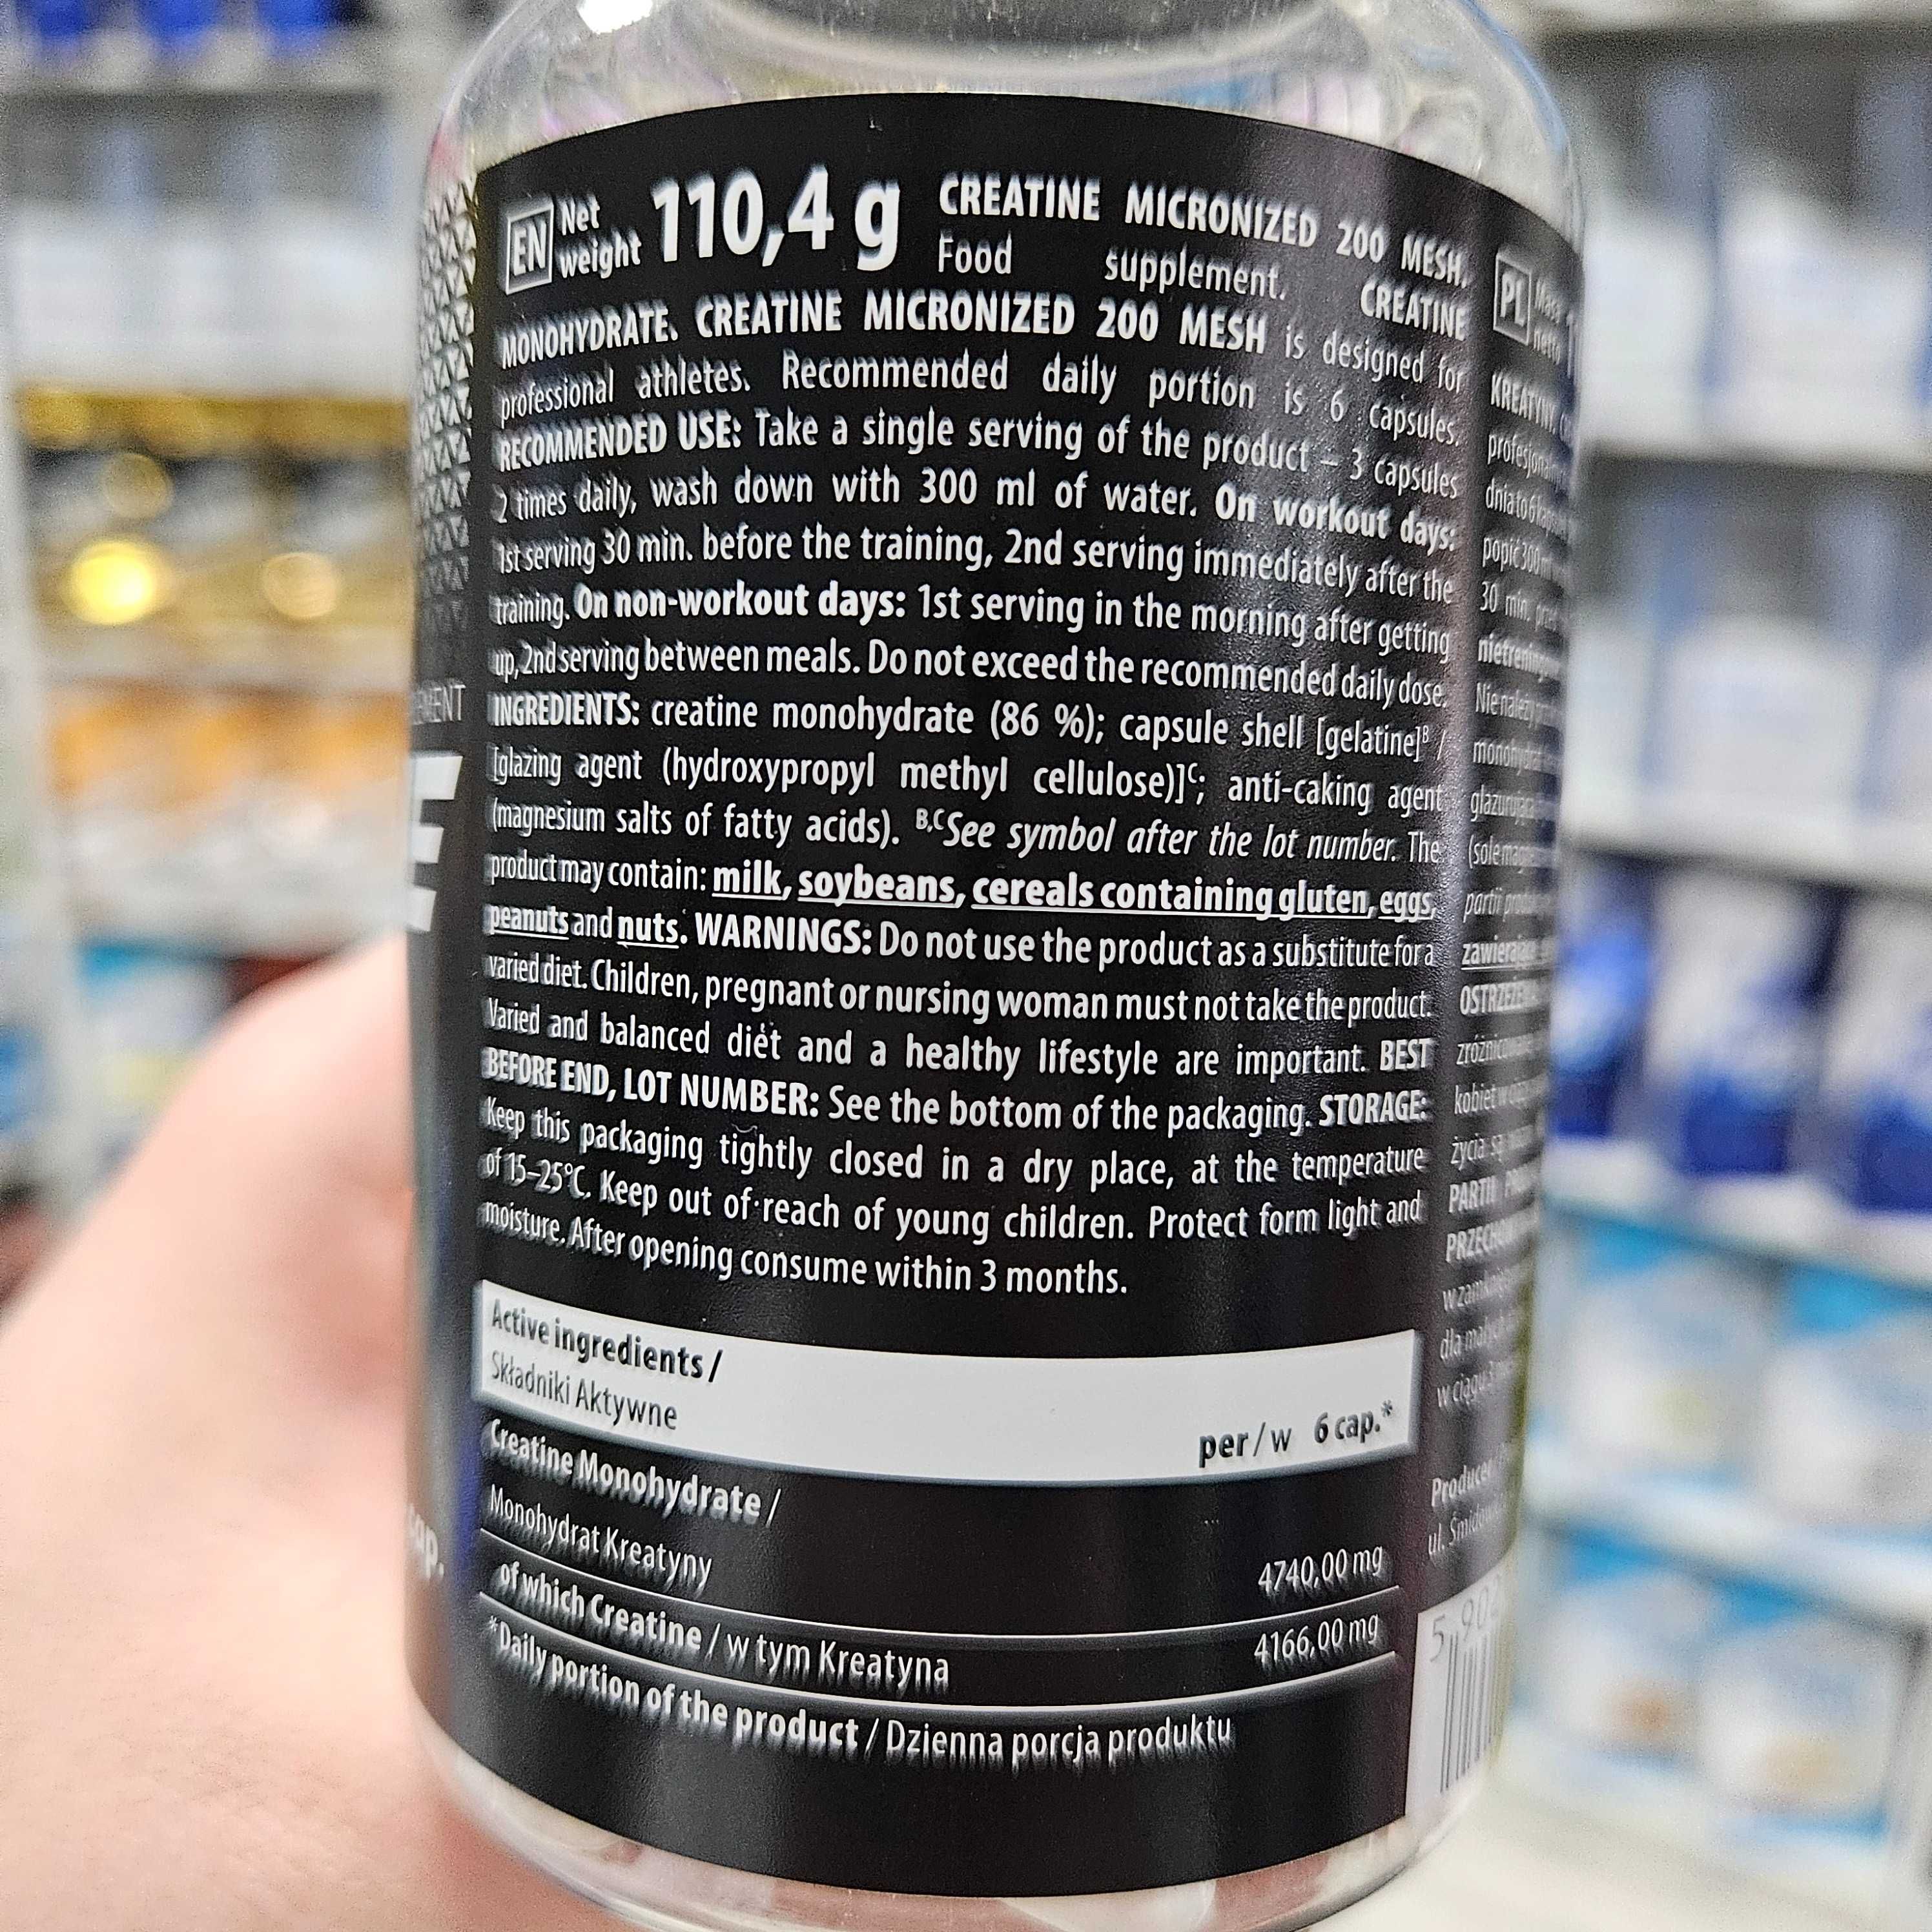 EN Net weight 110,4 g
CREATINE MICRONIZED 200 MESH.
Food supplement. CREATINE
MONOHYDRATE. CREATINE MICRONIZED 200 MESH is designed for
professional athletes. Recommended daily portion is 6 capsules.
RECOMMENDED USE: Take a single serving of the product – 3 capsules
2 times daily, wash down with 300 ml of water. On workout days:
1st serving 30 min. before the training, 2nd serving immediately after the
training. On non-workout days: 1st serving in the morning after getting
up, 2nd serving between meals. Do not exceed the recommended daily dose.
INGREDIENTS: creatine monohydrate (86 %); capsule shell [gelatine]ᴮ /
[glazing agent (hydroxypropyl methyl cellulose)]ᶜ; anti-caking agent
(magnesium salts of fatty acids). ᴮ,ᶜSee symbol after the lot number. The
product may contain: milk, soybeans, cereals containing gluten, eggs,
peanuts and nuts. WARNINGS: Do not use the product as a substitute for a
varied diet. Children, pregnant or nursing woman must not take the product.
Varied and balanced diet and a healthy lifestyle are important. BEST
BEFORE END, LOT NUMBER: See the bottom of the packaging. STORAGE:
Keep this packaging tightly closed in a dry place, at the temperature
of 15–25°C. Keep out of reach of young children. Protect form light and
moisture. After opening consume within 3 months.
Active ingredients /
Składniki Aktywne
per / w 6 cap.*
Creatine Monohydrate /
Monohydrat Kreatyny
4740,00 mg
of which Creatine / w tym Kreatyna
4166,00 mg
*Daily portion of the product / Dzienna porcja produktu
E
cap.
PL
KREATYNY.
dnia to 6
popić 300
30 min.
5 902